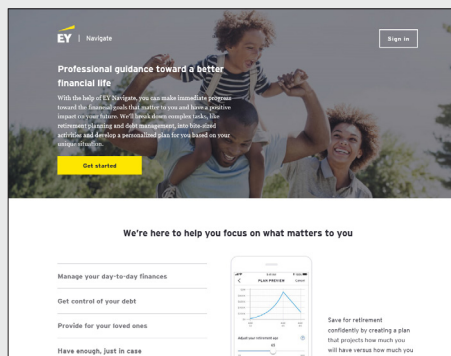 EY | Navigate
Sign in
Professional guidance toward a better
financial life
With the help of EY Navigate, you can make immediate progress
toward the financial goals that matter to you and have a positive
impact on your future. We'll break down complex tasks, like
retirement planning and debt management, into bite-sized
activities and develop a personalized plan for you based on your
unique situation.
Get started
We're here to help you focus on what matters to you
Manage your day-to-day finances
Get control of your debt
Provide for your loved ones
Have enough, just in case
PLAN PREVIEW
Adjust your retirement age
65
Save for retirement
confidently by creating a plan
that projects how much you
will have versus how much you